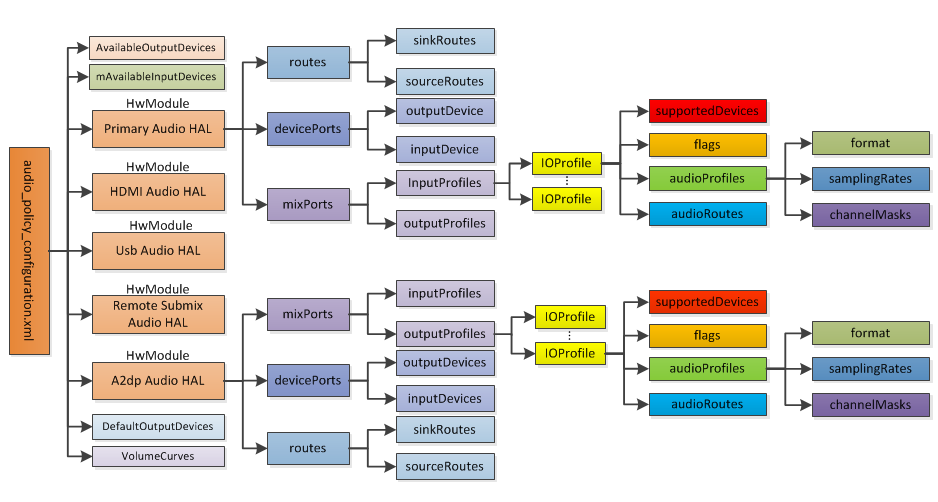 audio_policy_configuration.xml
AvailableOutputDevices
mAvailableInputDevices
HwModule
Primary Audio HAL
HwModule
HDMI Audio HAL
HwModule
Usb Audio HAL
HwModule
Remote Submix
Audio HAL
HwModule
A2dp Audio HAL
DefaultOutputDevices
VolumeCurves
routes
devicePorts
mixPorts
sinkRoutes
sourceRoutes
outputDevice
inputDevice
InputProfiles
outputProfiles
IOProfile
IOProfile
supportedDevices
flags
audioProfiles
audioRoutes
format
samplingRates
channelMasks
mixPorts
devicePorts
routes
inputProfiles
outputProfiles
outputDevices
inputDevices
sinkRoutes
sourceRoutes
IOProfile
IOProfile
supportedDevices
flags
audioProfiles
audioRoutes
format
samplingRates
channelMasks